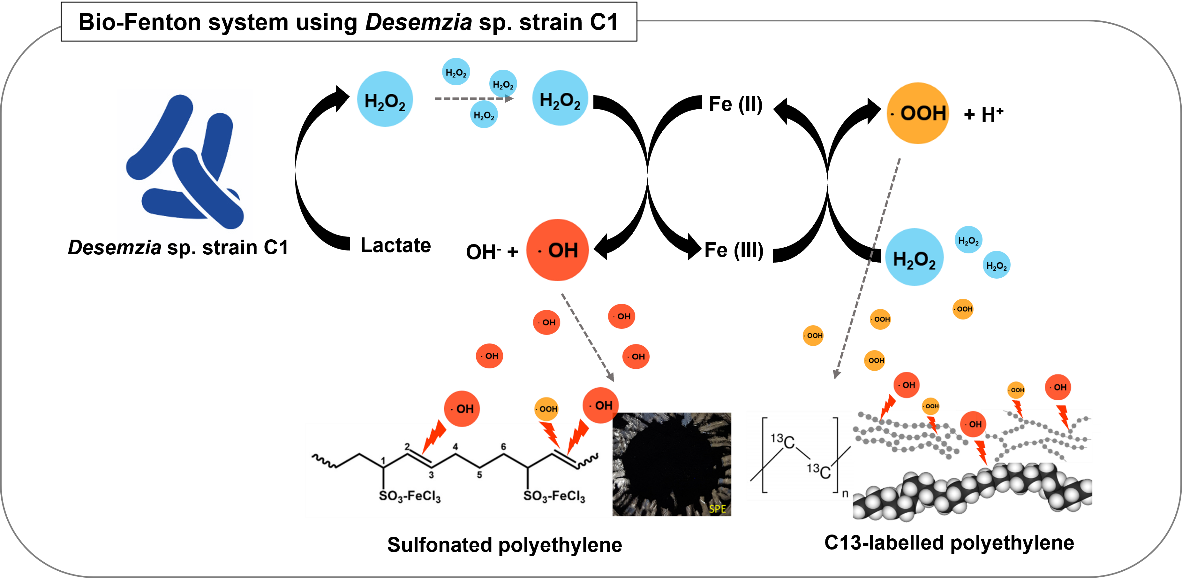 Bio-Fenton system using Desemzia sp. strain C1
H₂O₂
H₂O₂
H₂O₂
H₂O₂
H₂O₂
Fe (II)
· OOH
+ H⁺
Desemzia sp. strain C1
Lactate
OH⁻ +
· OH
Fe (III)
H₂O₂
H₂O₂
H₂O₂
· OH
· OH
· OH
· OH
· OOH
· OOH
· OOH
· OOH
· OH
· OOH
· OH
· OH
· OOH
· OH
· OOH
· OH
1
2
3
4
5
6
SO₃-FeCl₃
SO₃-FeCl₃
SPE
¹³C
¹³C
n
Sulfonated polyethylene
C13-labelled polyethylene